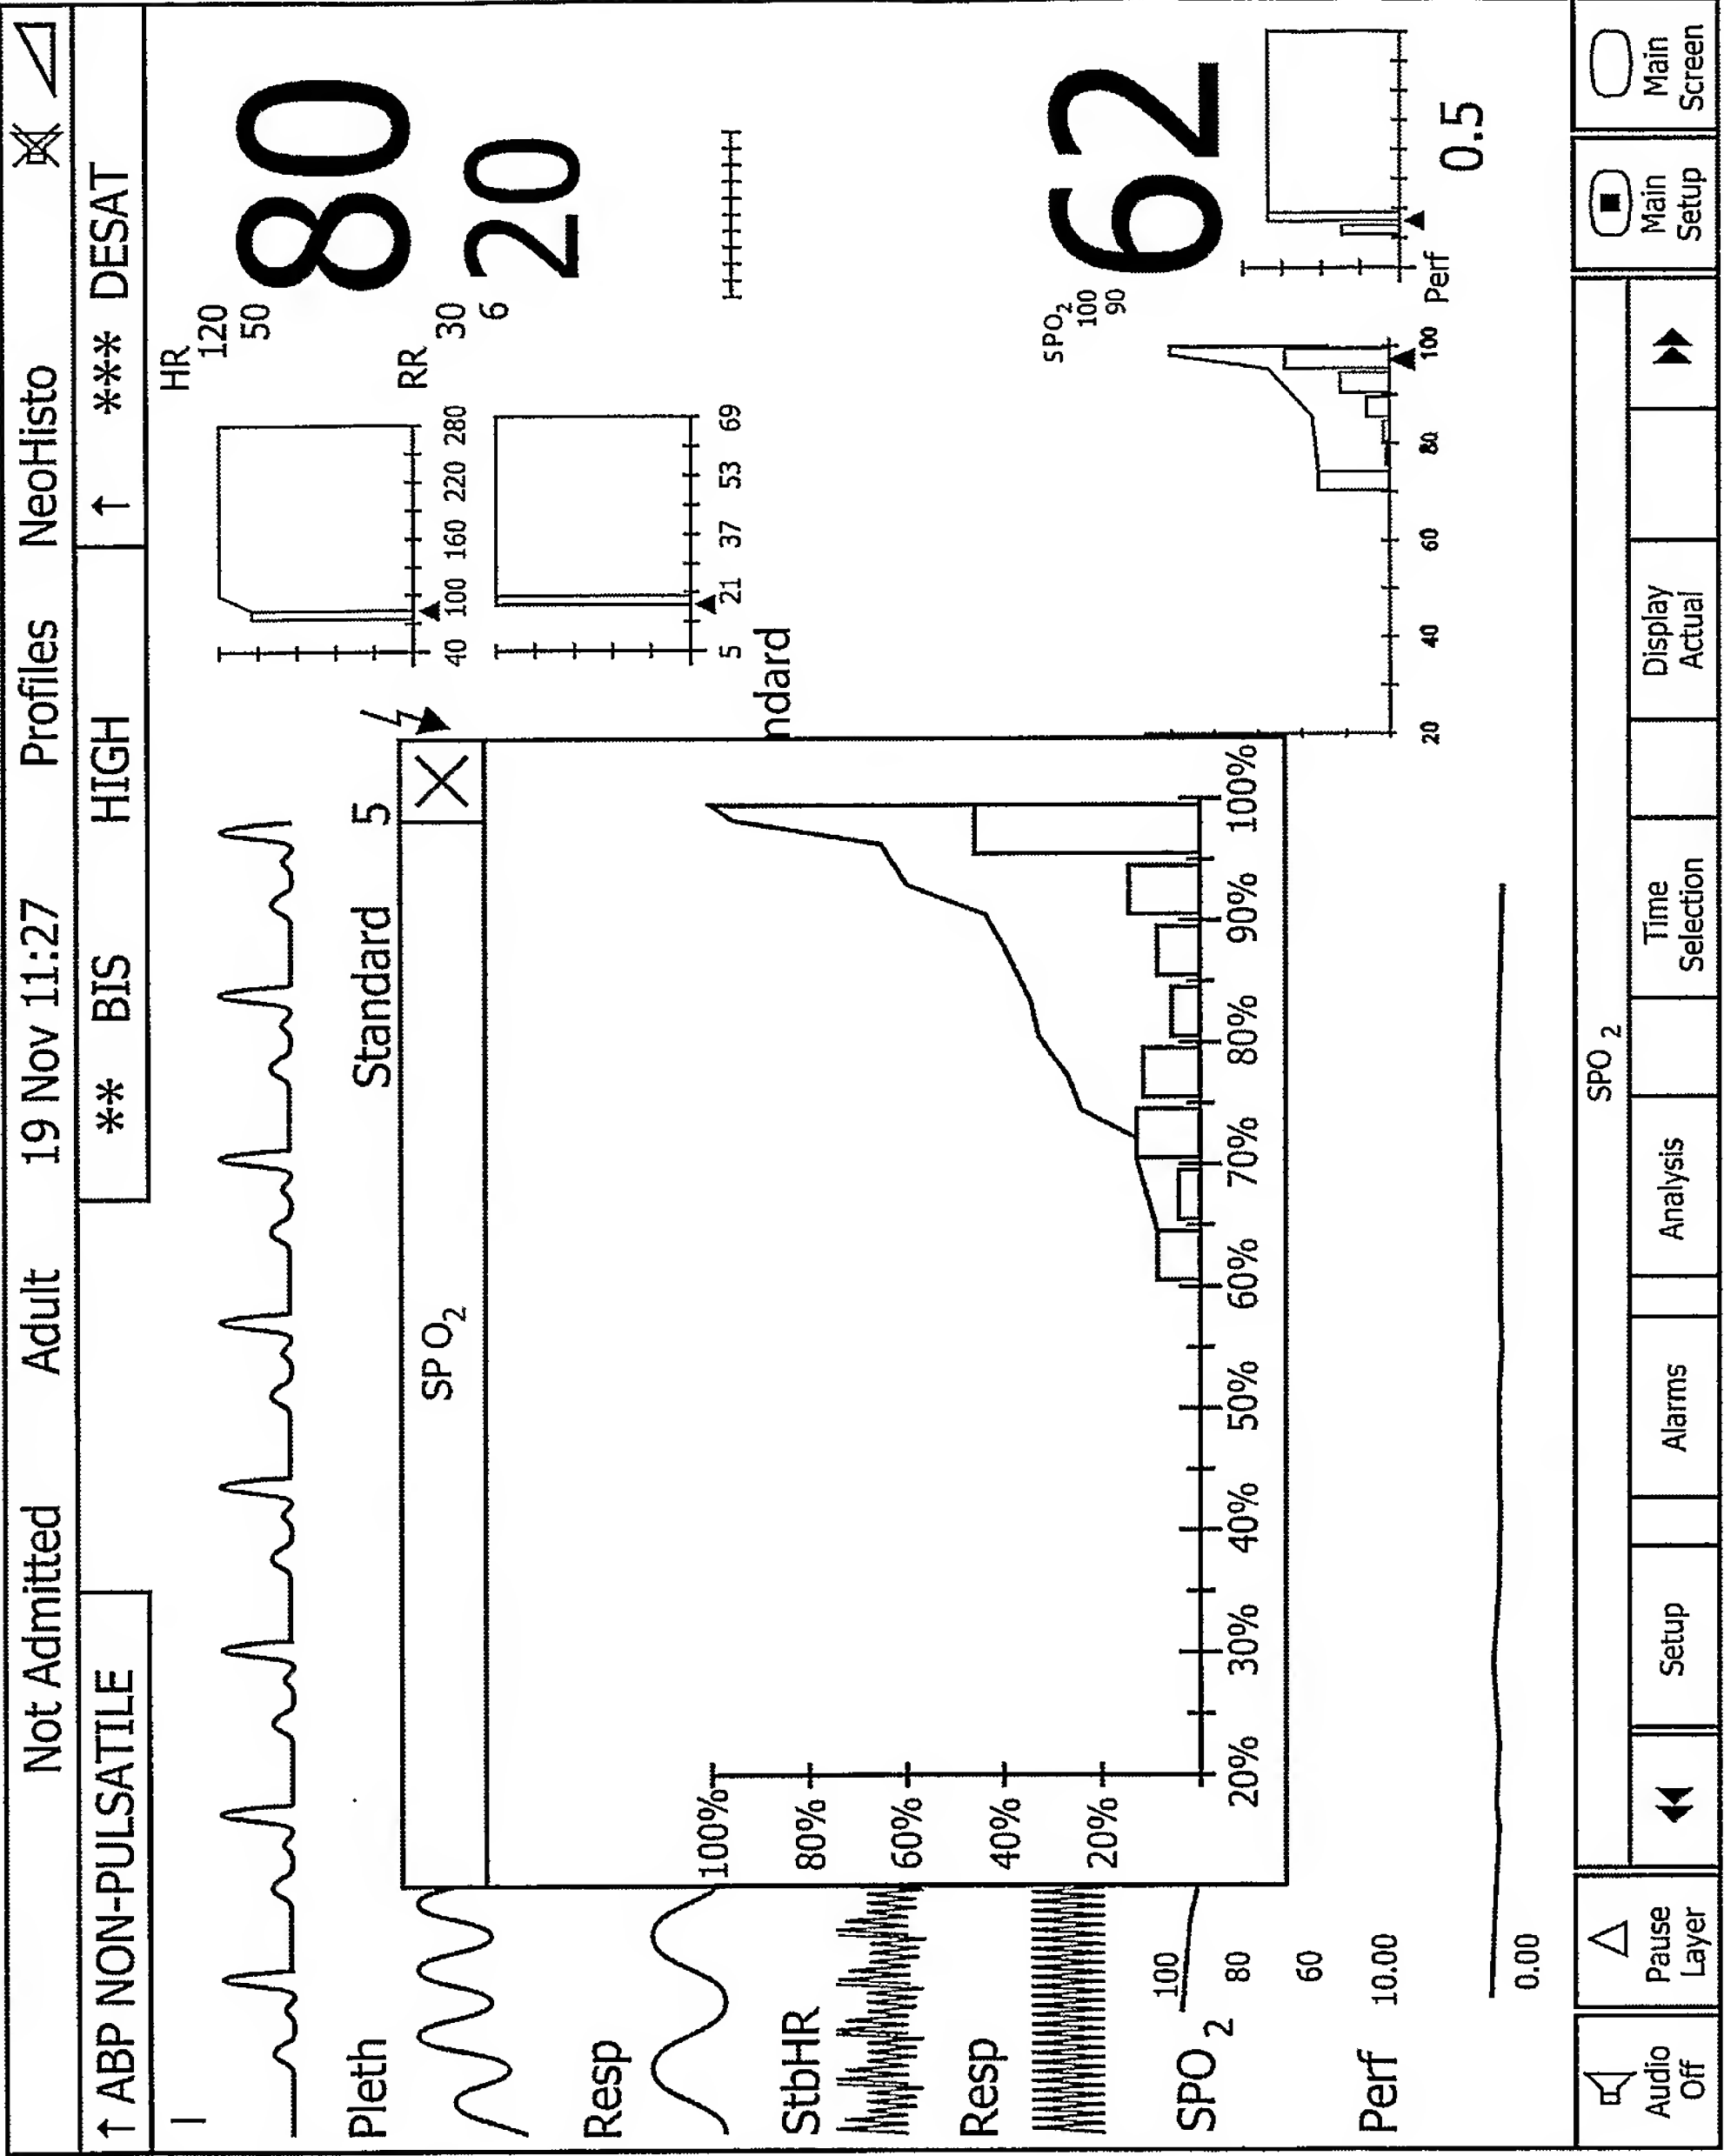 Not Admitted Adult 19 Nov 11:27 Profiles NeoHisto
↑ ABP NON-PULSATILE ** BIS HIGH ↑ *** DESAT
I
HR
120
50
80
40 100 160 220 280
Pleth
Standard 5
RR
30
6
20
5 21 37 53 69
SPO2
Resp
ndard
StbHR
Resp
100%
80%
60%
40%
20%
20% 30% 40% 50% 60% 70% 80% 90% 100%
SPO2
100
90
62
20 40 60 80 100
SPO2
100
80
60
Perf
10.00
0.00
Perf
0.5
SPO2
Audio Off
Pause Layer
Setup
Alarms
Analysis
Time Selection
Display Actual
Main Setup
Main Screen